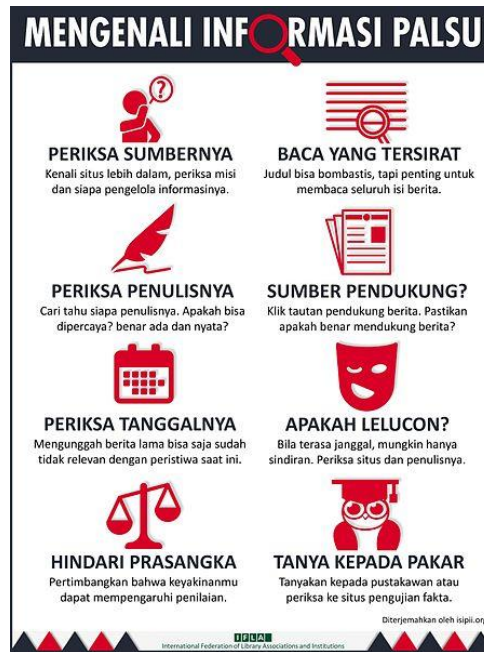 MENGENALI INFORMASI PALSU
PERIKSA SUMBERNYA
Kenali situs lebih dalam, periksa misi
dan siapa pengelola informasinya.
BACA YANG TERSIRAT
Judul bisa bombastis, tapi penting untuk
membaca seluruh isi berita.
PERIKSA PENULISNYA
Cari tahu siapa penulisnya. Apakah bisa
dipercaya? benar ada dan nyata?
SUMBER PENDUKUNG?
Klik tautan pendukung berita. Pastikan
apakah benar mendukung berita?
PERIKSA TANGGALNYA
Mengunggah berita lama bisa saja sudah
tidak relevan dengan peristiwa saat ini.
APAKAH LELUCON?
Bila terasa janggal, mungkin hanya
sindiran. Periksa situs dan penulisnya.
HINDARI PRASANGKA
Pertimbangkan bahwa keyakinanmu
dapat mempengaruhi penilaian.
TANYA KEPADA PAKAR
Tanyakan kepada pustakawan atau
periksa ke situs pengujian fakta.
Diterjemahkan oleh isipii.org
IFLA
International Federation of Library Associations and Institutions